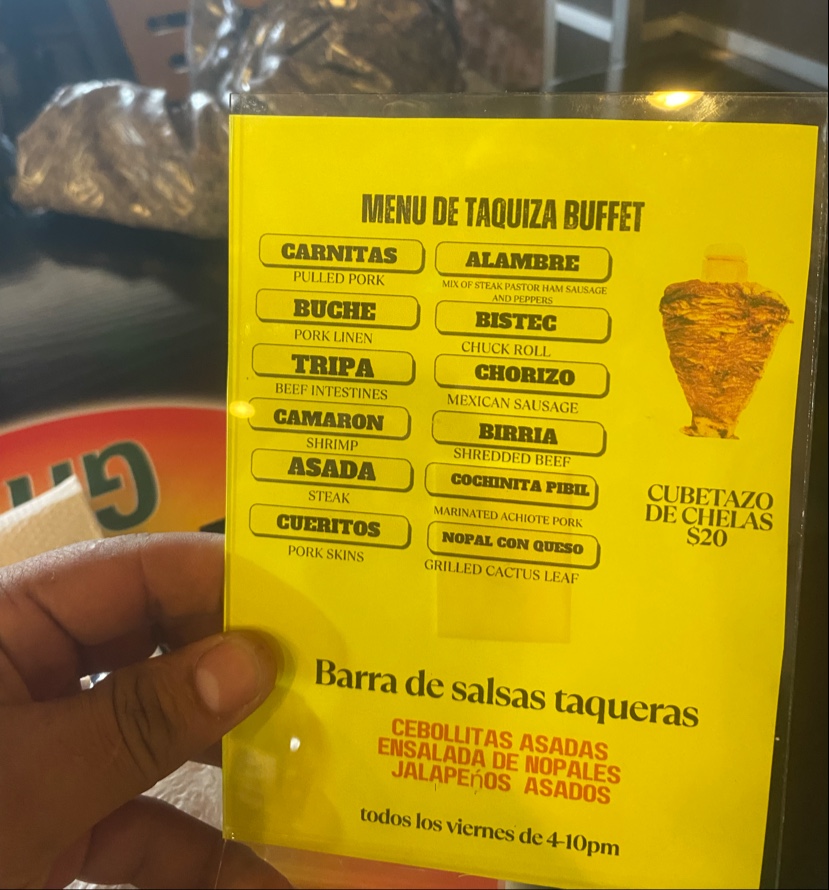 MENU DE TAQUIZA BUFFET
CARNITAS
PULLED PORK
BUCHE
PORK LINEN
TRIPA
BEEF INTESTINES
CAMARON
SHRIMP
ASADA
STEAK
CUERITOS
PORK SKINS
ALAMBRE
MIX OF STEAK PASTOR HAM SAUSAGE
AND PEPPERS
BISTEC
CHUCK ROLL
CHORIZO
MEXICAN SAUSAGE
BIRRIA
SHREDDED BEEF
COCHINITA PIBIL
MARINATED ACHIOTE PORK
NOPAL CON QUESO
GRILLED CACTUS LEAF
CUBETAZO
DE CHELAS
$20
Barra de salsas taqueras
CEBOLLITAS ASADAS
ENSALADA DE NOPALES
JALAPEńOS ASADOS
todos los viernes de 4-10pm